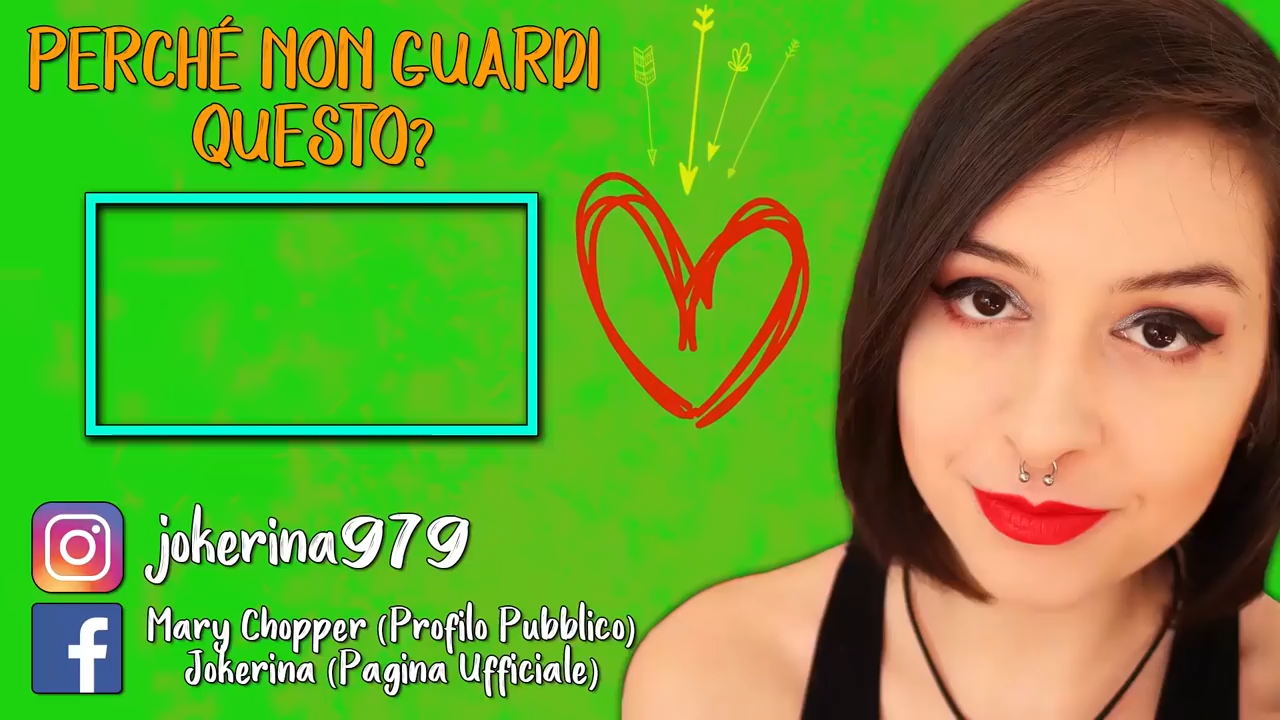 PERCHÉ NON GUARDI
QUESTO?
jokerina979
Mary Chopper (Profilo Pubblico)
Jokerina (Pagina Ufficiale)